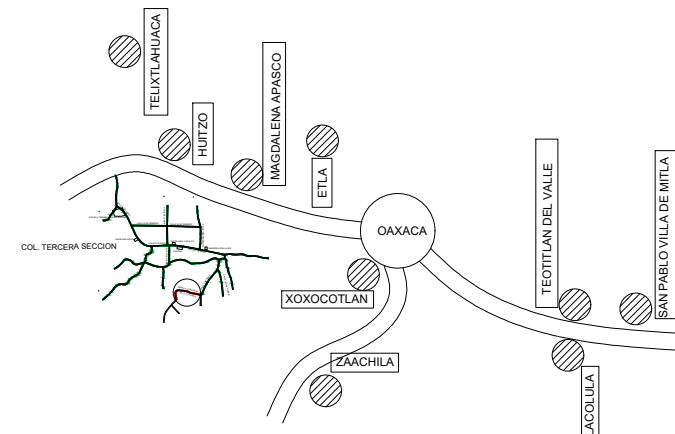 TELIXTLAHUACA
HUITZO
MAGDALENA APASCO
ETLA
OAXACA
COL. TERCERA SECCION
XOXOCOTLAN
ZAACHILA
TEOTITLAN DEL VALLE
SAN PABLO VILLA DE MITLA
LACOLULA